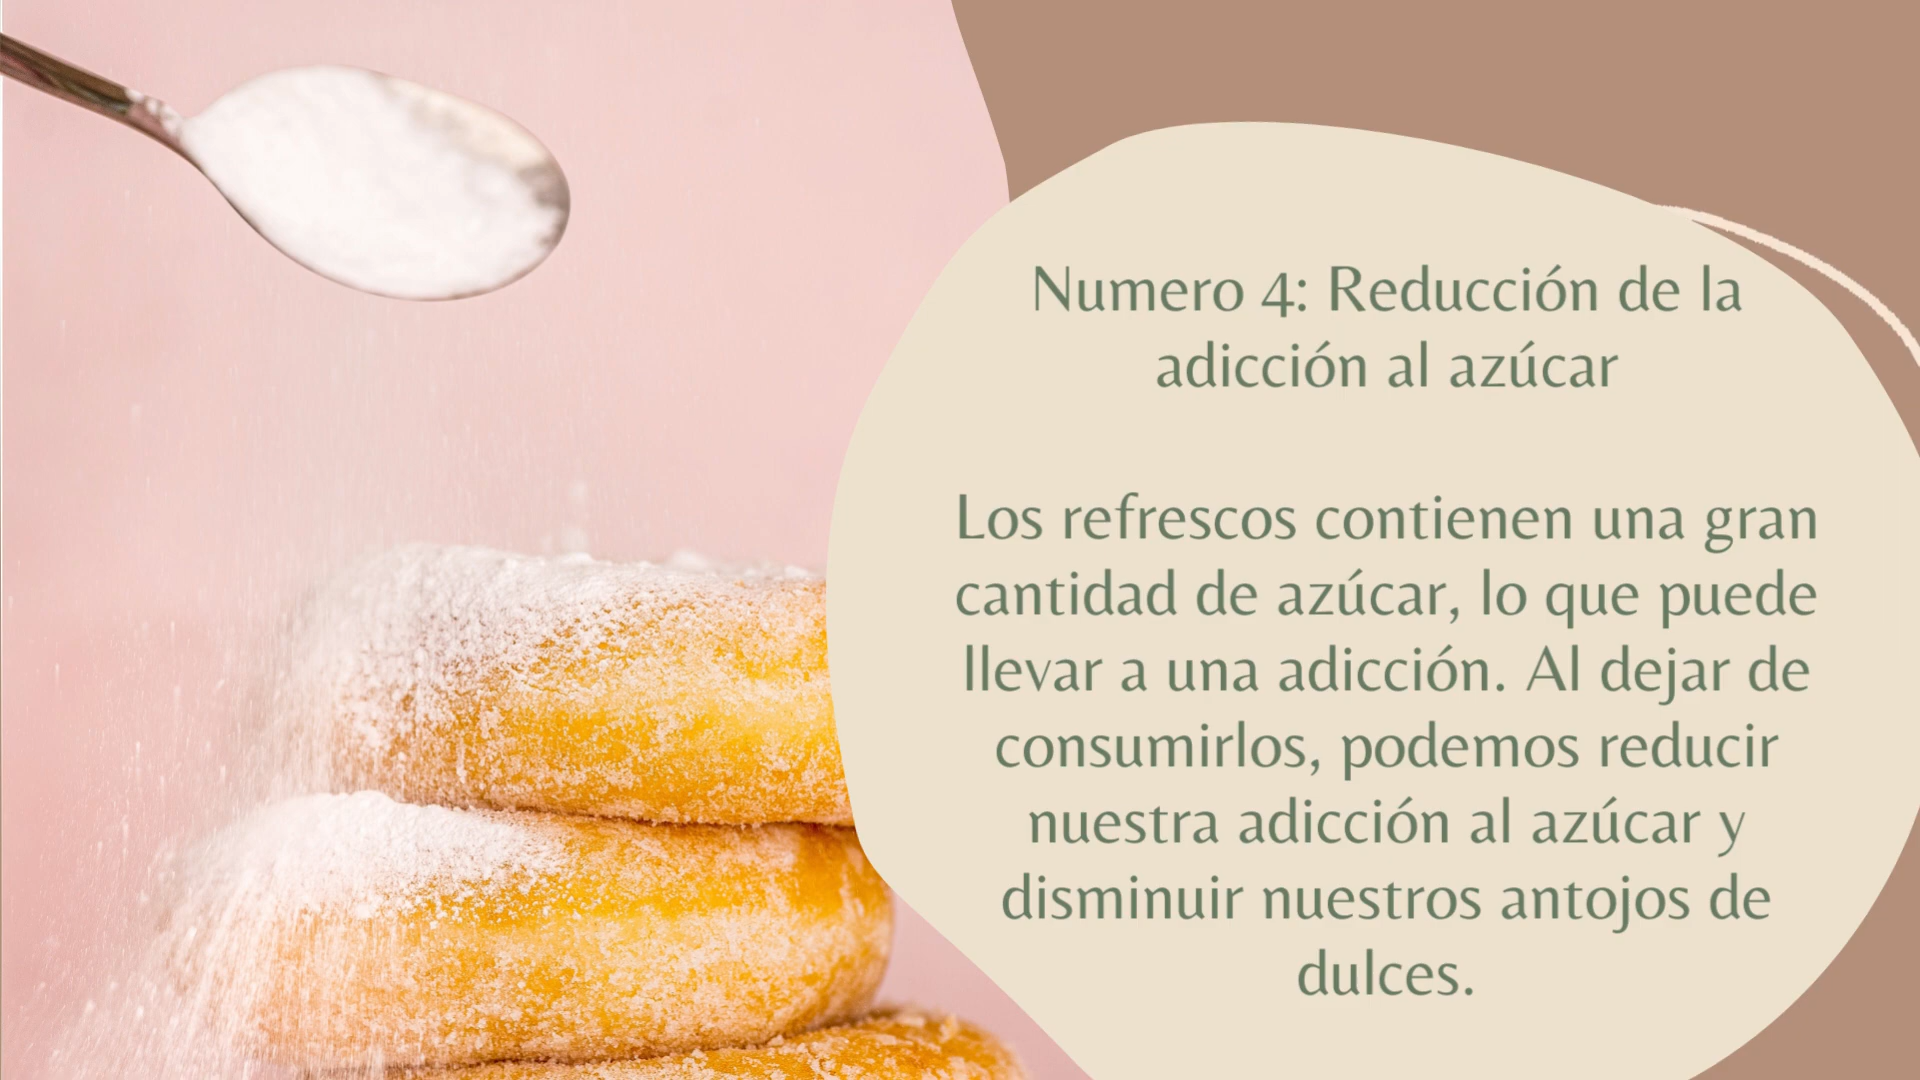 Numero 4: Reducción de la
adicción al azúcar
Los refrescos contienen una gran
cantidad de azúcar, lo que puede
llevar a una adicción. Al dejar de
consumirlos, podemos reducir
nuestra adicción al azúcar y
disminuir nuestros antojos de
dulces.